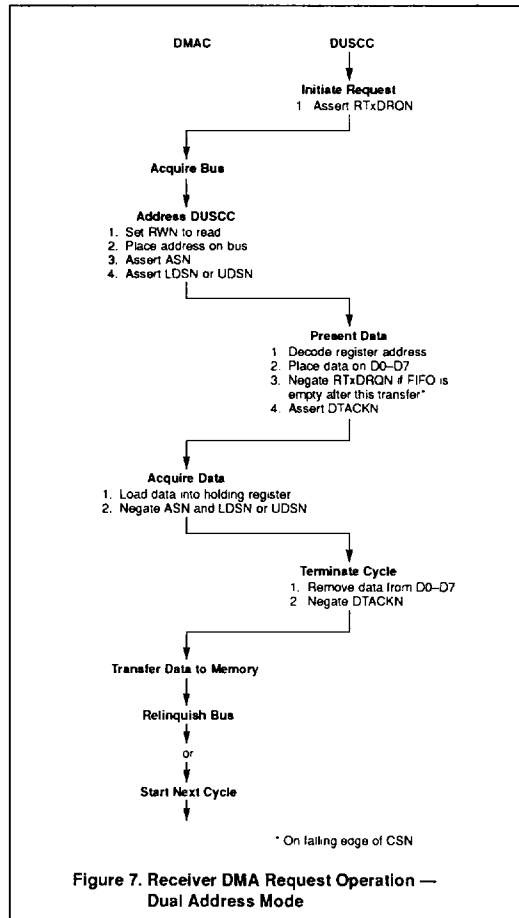 DMAC DUSCC
Initiate Request
1 Assert RTxDRQN
Acquire Bus
Address DUSCC
1. Set RWN to read
2. Place address on bus
3. Assert ASN
4. Assert LDSN or UDSN
Present Data
1 Decode register address
2. Place data on D0–D7
3. Negate RTxDRQN if FIFO is
empty after this transfer*
4. Assert DTACKN
Acquire Data
1. Load data into holding register
2. Negate ASN and LDSN or UDSN
Terminate Cycle
1. Remove data from D0–D7
2 Negate DTACKN
Transfer Data to Memory
Relinquish Bus
or
Start Next Cycle
* On falling edge of CSN
Figure 7. Receiver DMA Request Operation —
Dual Address Mode